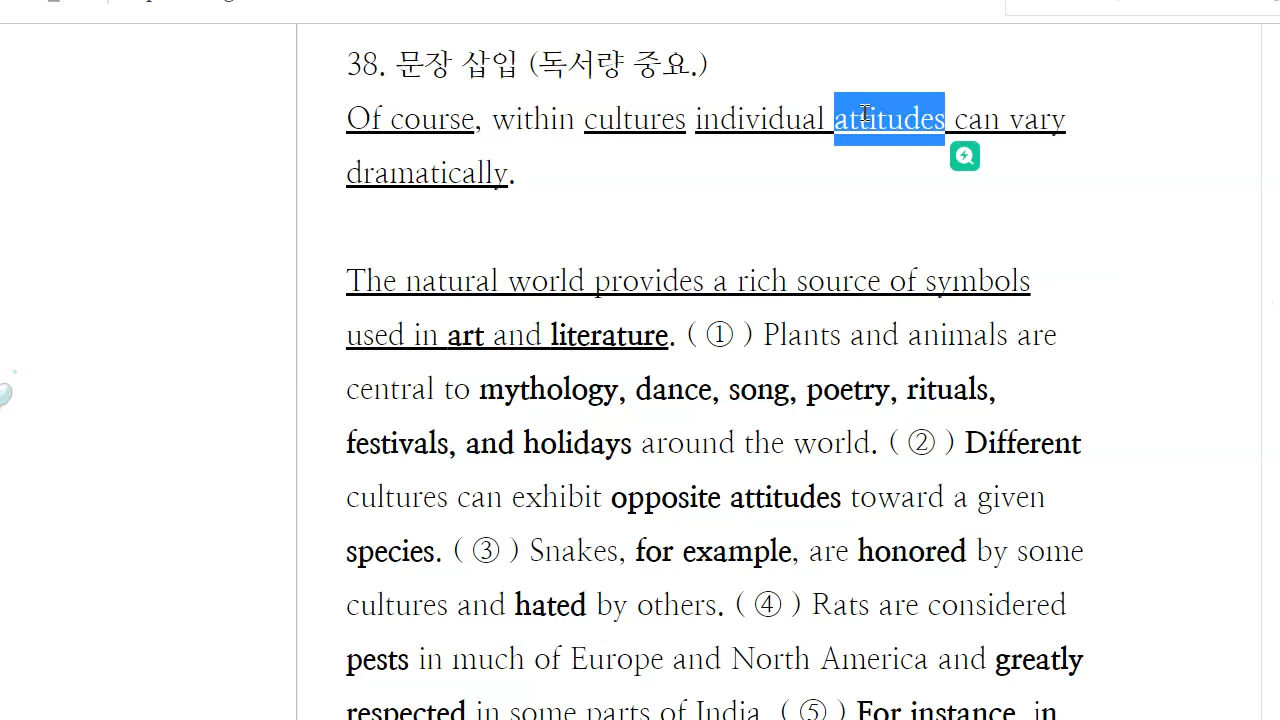 38. 문장 삽입 (독서량 중요.)
Of course, within cultures individual attitudes can vary
dramatically.
The natural world provides a rich source of symbols
used in art and literature. ( ① ) Plants and animals are
central to mythology, dance, song, poetry, rituals,
festivals, and holidays around the world. ( ② ) Different
cultures can exhibit opposite attitudes toward a given
species. ( ③ ) Snakes, for example, are honored by some
cultures and hated by others. ( ④ ) Rats are considered
pests in much of Europe and North America and greatly
respected in some parts of India. ( ⑤ ) For instance, in